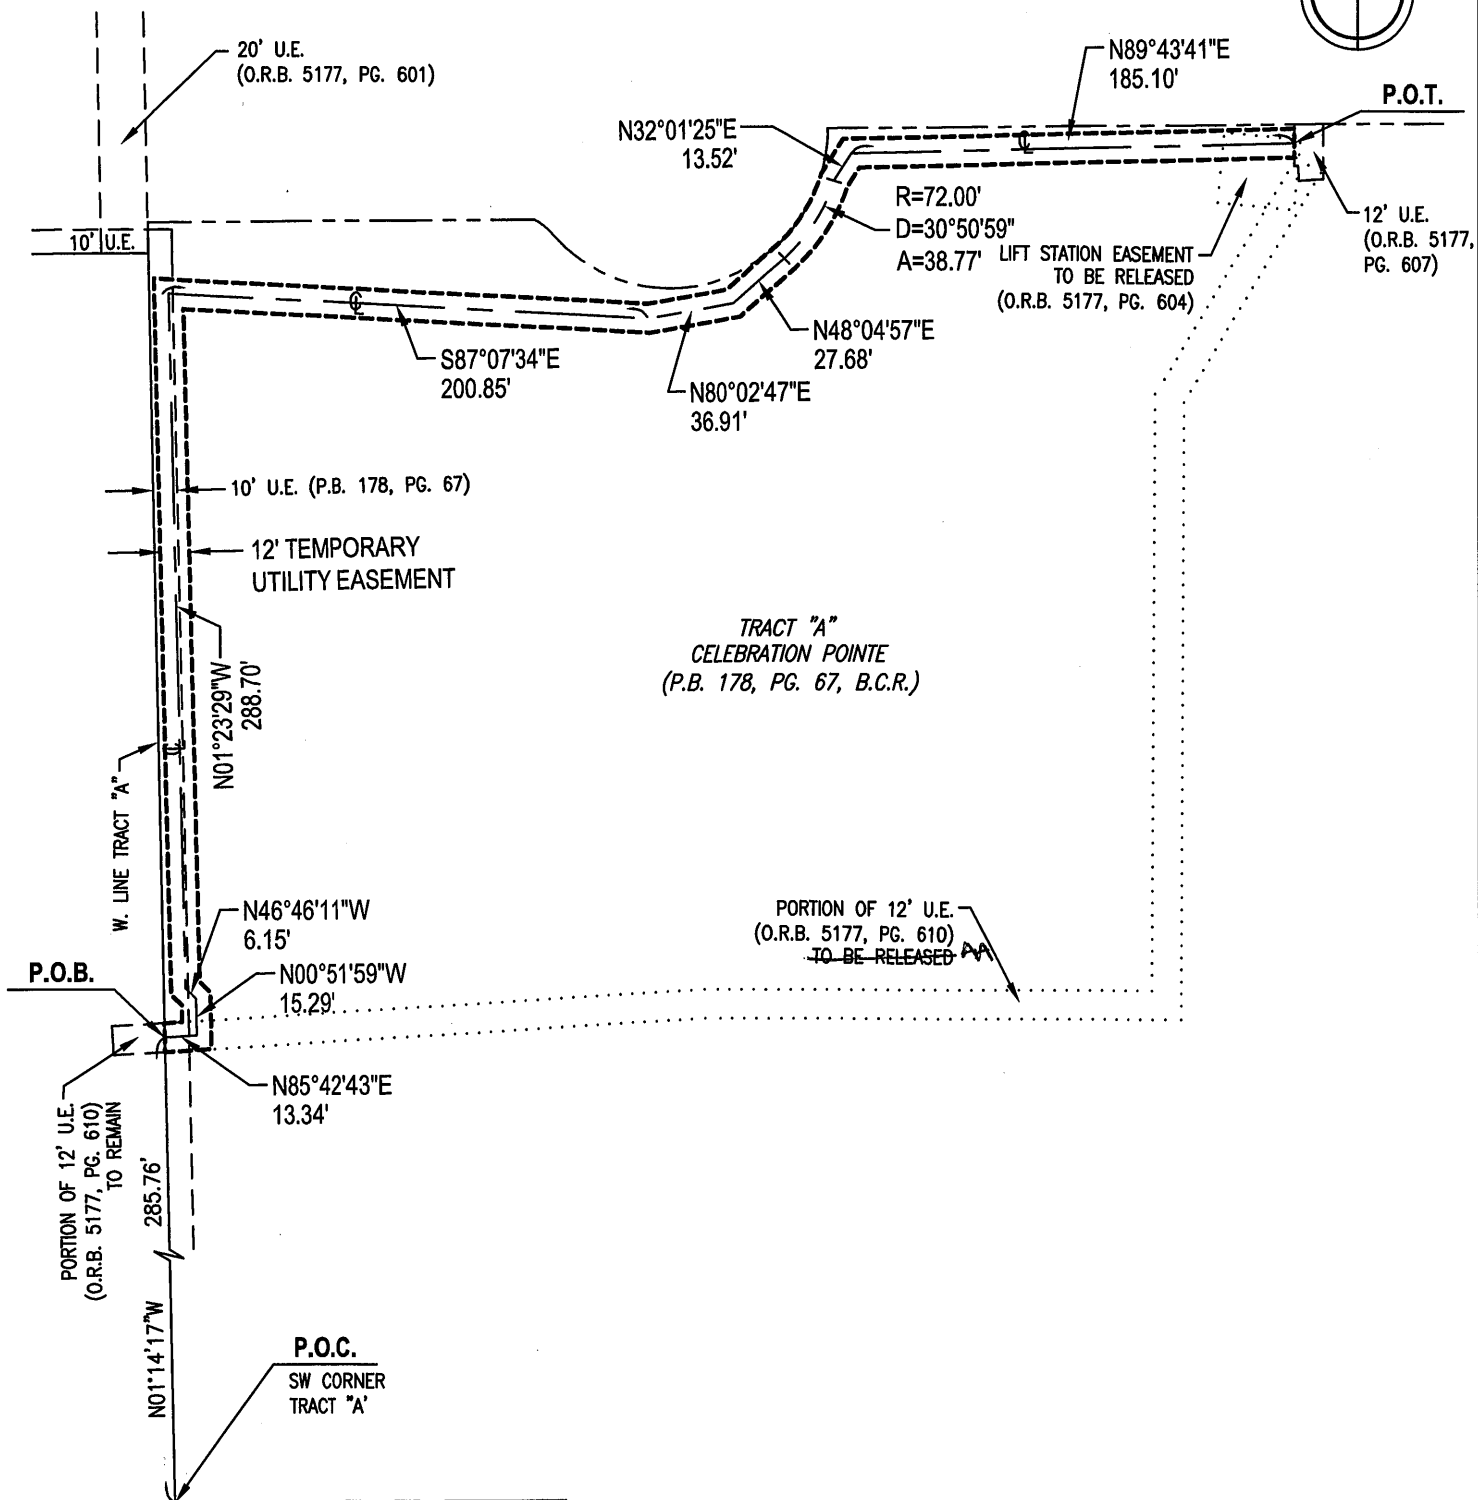 20' U.E.
(O.R.B. 5177, PG. 601)
N89°43'41"E
185.10'
P.O.T.
N32°01'25"E
13.52'
R=72.00'
D=30°50'59"
A=38.77'
LIFT STATION EASEMENT
TO BE RELEASED
(O.R.B. 5177, PG. 604)
12' U.E.
(O.R.B. 5177,
PG. 607)
10' U.E.
S87°07'34"E
200.85'
N48°04'57"E
27.68'
N80°02'47"E
36.91'
10' U.E. (P.B. 178, PG. 67)
12' TEMPORARY
UTILITY EASEMENT
TRACT "A"
CELEBRATION POINTE
(P.B. 178, PG. 67, B.C.R.)
N01°23'29"W
288.70'
W. LINE TRACT "A"
N46°46'11"W
6.15'
PORTION OF 12' U.E.
(O.R.B. 5177, PG. 610)
TO BE RELEASED
P.O.B.
N00°51'59"W
15.29'
N85°42'43"E
13.34'
PORTION OF 12' U.E.
(O.R.B. 5177, PG. 610)
TO REMAIN
285.76'
N01°14'17"W
P.O.C.
SW CORNER
TRACT "A'